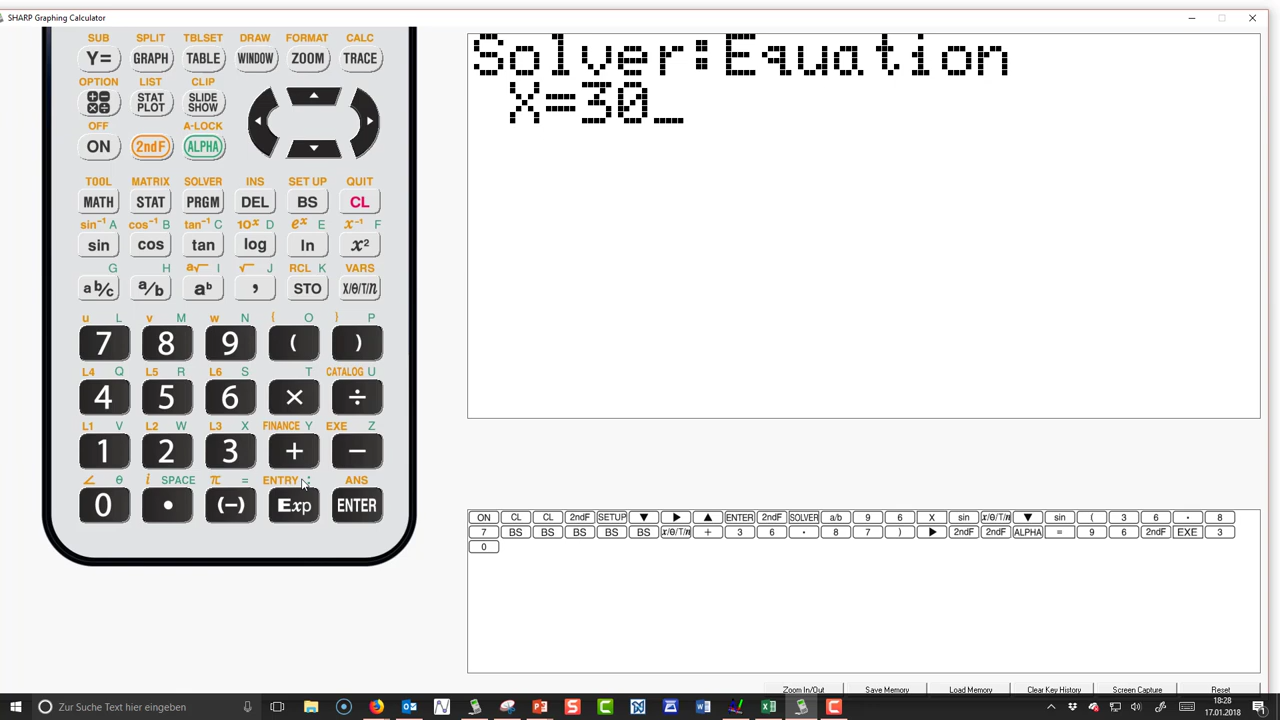 SHARP Graphing Calculator
SUB SPLIT TBLSET DRAW FORMAT CALC
Y= GRAPH TABLE WINDOW ZOOM TRACE
OPTION LIST CLIP
STAT PLOT SLIDE SHOW
OFF A-LOCK
ON 2ndF ALPHA
TOOL MATRIX SOLVER INS SET UP QUIT
MATH STAT PRGM DEL BS CL
sin⁻¹ A cos⁻¹ B tan⁻¹ C 10ˣ D eˣ E x⁻¹ F
sin cos tan log ln x²
G H a√ I √ J RCL K VARS
a b/c a/b aᵇ , STO X/θ/T/n
u L v M w N { O } P
7 8 9 ( )
L4 Q L5 R L6 S T CATALOG U
4 5 6 × ÷
L1 V L2 W L3 X FINANCE Y EXE Z
1 2 3 + −
∠ θ i SPACE π = ENTRY : ANS
0 • (−) Exp ENTER
Solver:Equation
X=30_
ON CL CL 2ndF SETUP ▼ ▶ ▲ ENTER 2ndF SOLVER a/b 9 6 X sin X/θ/T/n ▼ sin ( 3 6 · 8
7 BS BS BS BS BS X/θ/T/n + 3 6 · 8 7 ) ▶ 2ndF 2ndF ALPHA = 9 6 2ndF EXE 3
0
Zoom In/Out Save Memory Load Memory Clear Key History Screen Capture Reset
Zur Suche Text hier eingeben
18:28
17.01.2018